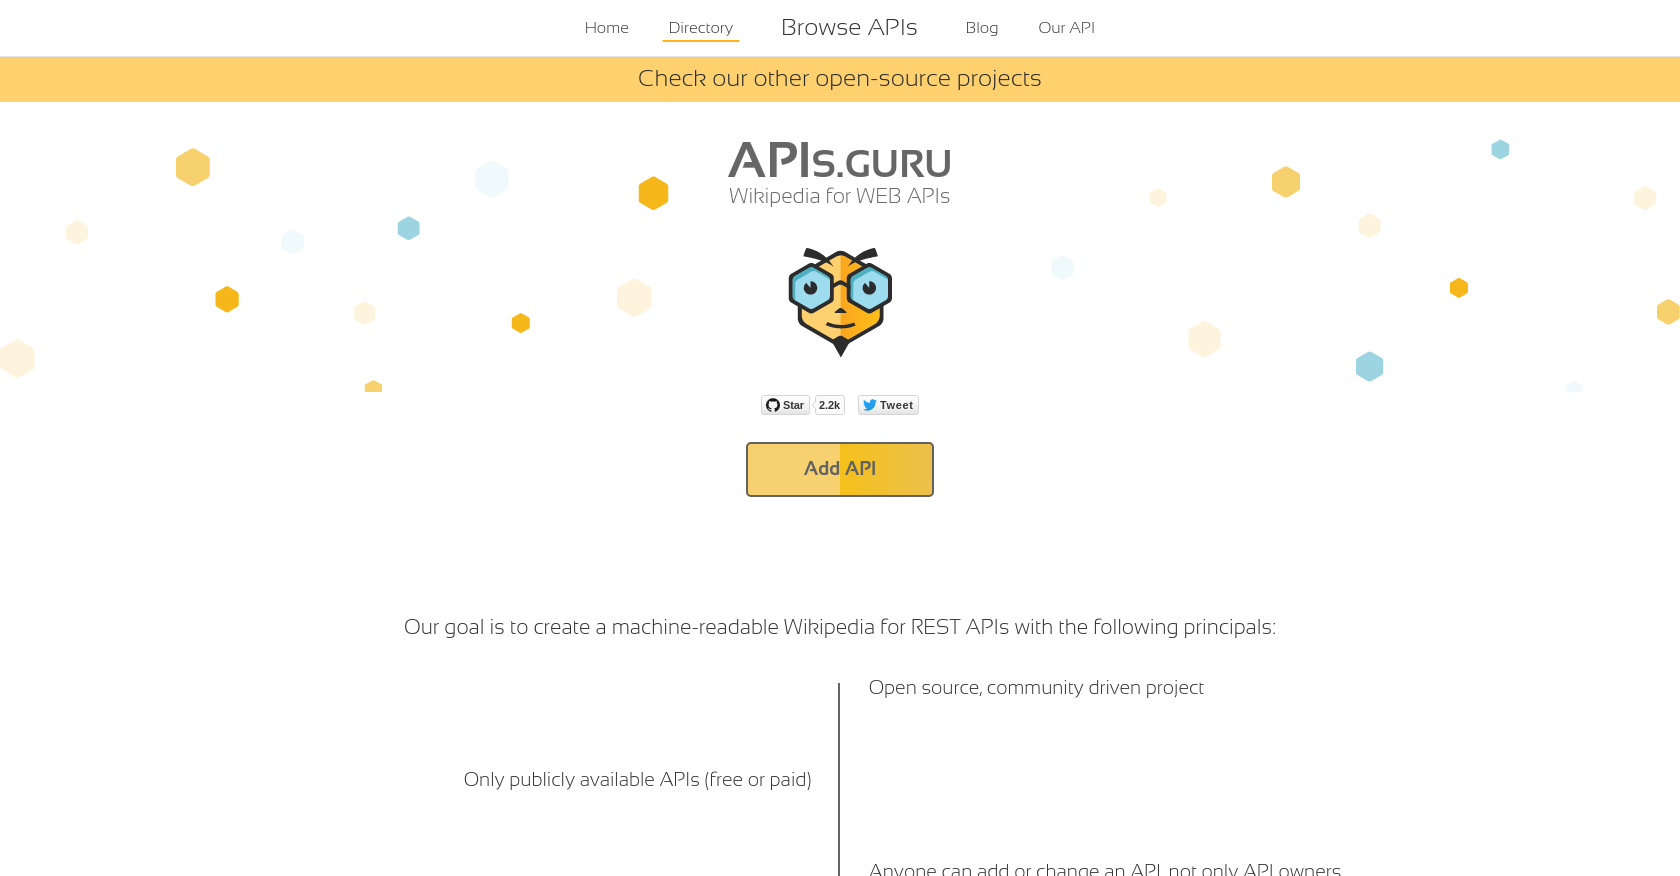 Home Directory Browse APIs Blog Our API
Check our other open-source projects
APIs.GURU
Wikipedia for WEB APIs
Star 2.2k Tweet
Add API
Our goal is to create a machine-readable Wikipedia for REST APIs with the following principals:
Open source, community driven project
Only publicly available APIs (free or paid)
Anyone can add or change an API, not only API owners